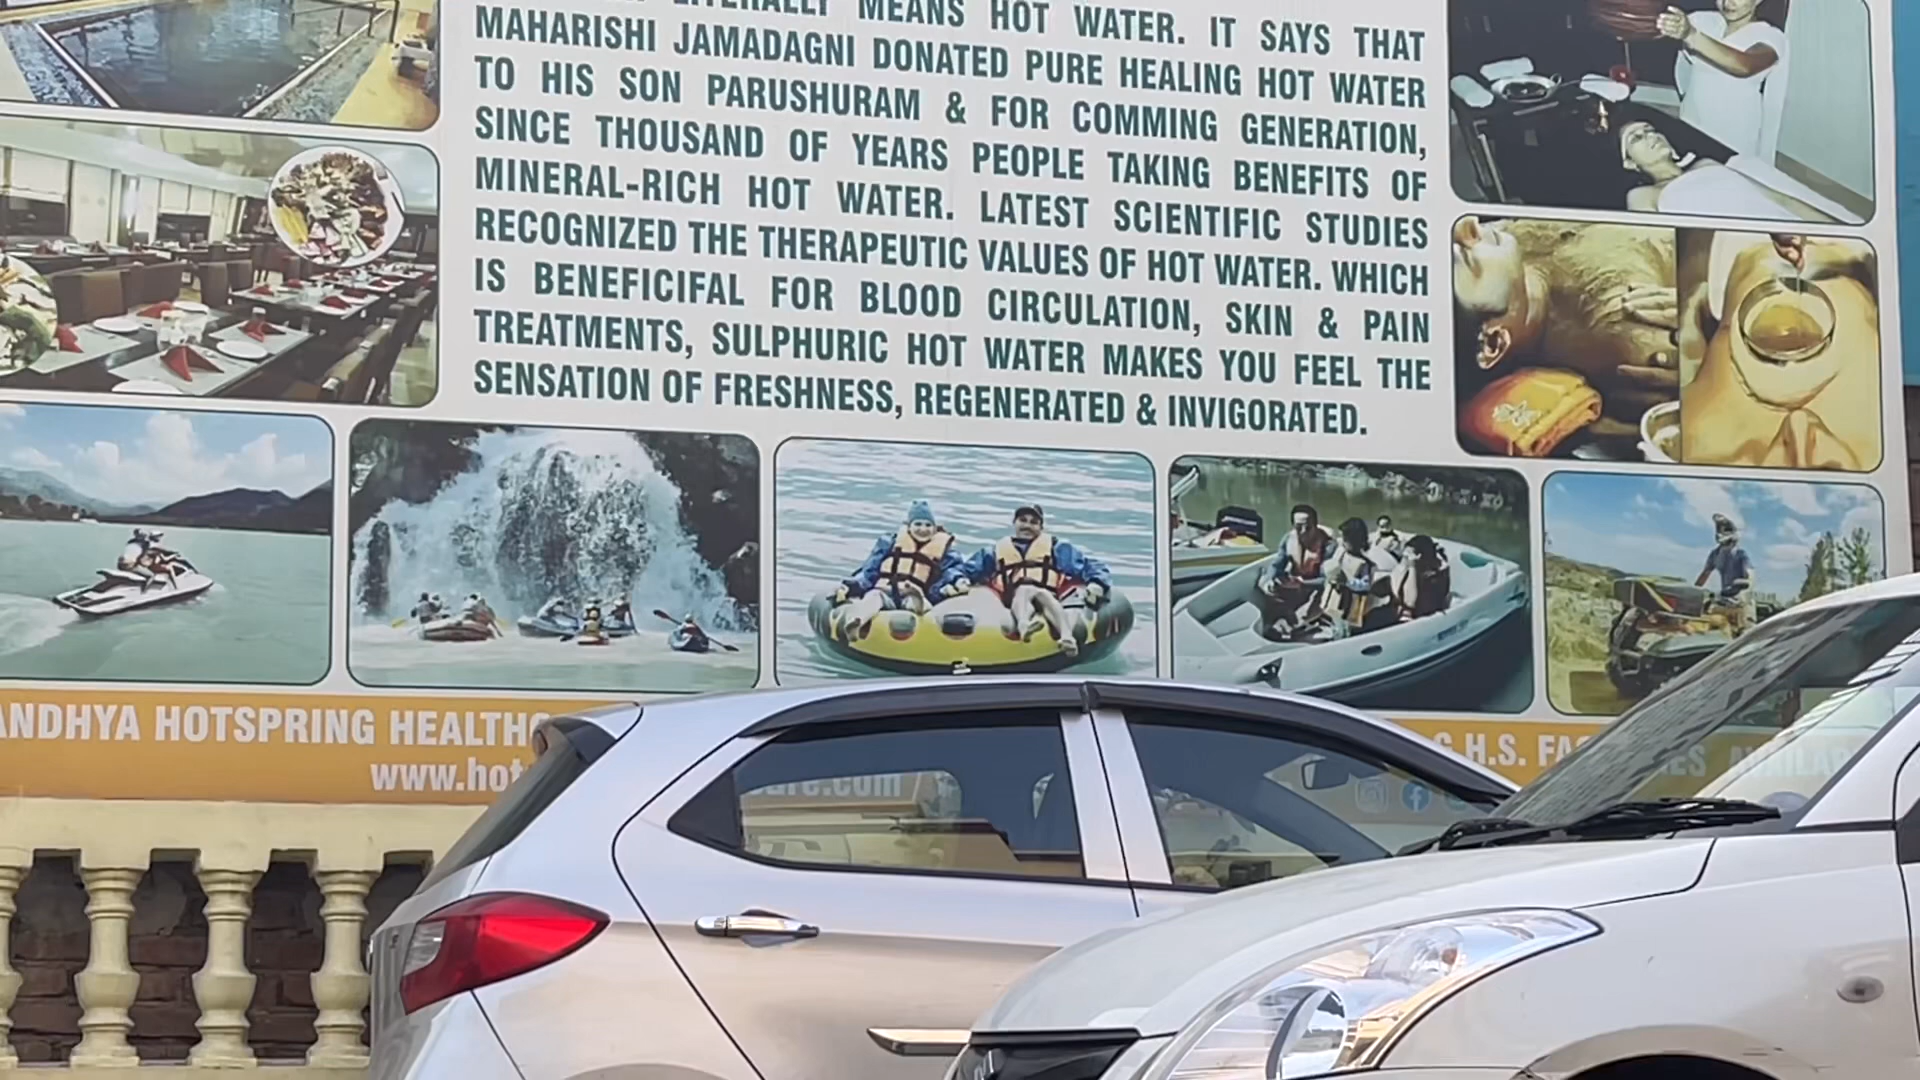 LITERALLY MEANS HOT WATER. IT SAYS THAT
MAHARISHI JAMADAGNI DONATED PURE HEALING HOT WATER
TO HIS SON PARUSHURAM & FOR COMMING GENERATION,
SINCE THOUSAND OF YEARS PEOPLE TAKING BENEFITS OF
MINERAL-RICH HOT WATER. LATEST SCIENTIFIC STUDIES
RECOGNIZED THE THERAPEUTIC VALUES OF HOT WATER. WHICH
IS BENEFICIFAL FOR BLOOD CIRCULATION, SKIN & PAIN
TREATMENTS, SULPHURIC HOT WATER MAKES YOU FEEL THE
SENSATION OF FRESHNESS, REGENERATED & INVIGORATED.
ANDHYA HOTSPRING HEALTH
G.H.S.
www.hot